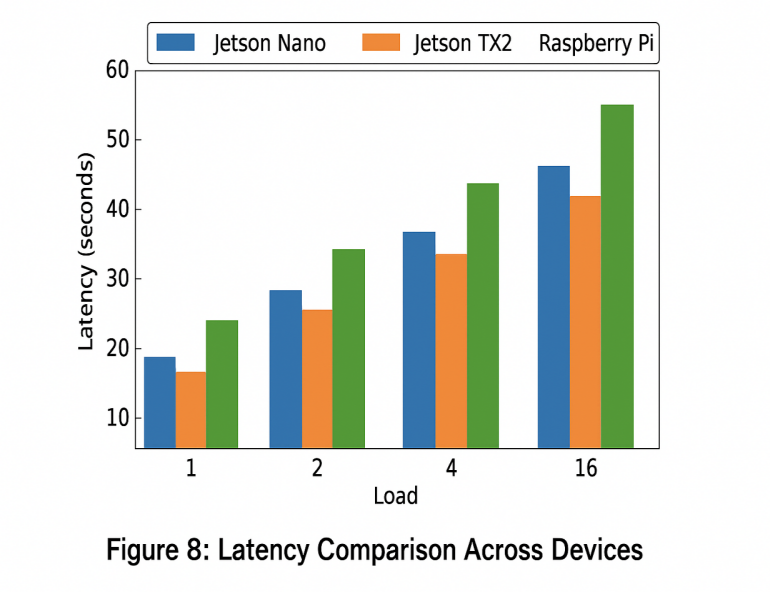 Jetson Nano Jetson TX2 Raspberry Pi
60
50
40
30
20
10
Latency (seconds)
1 2 4 16
Load
Figure 8: Latency Comparison Across Devices